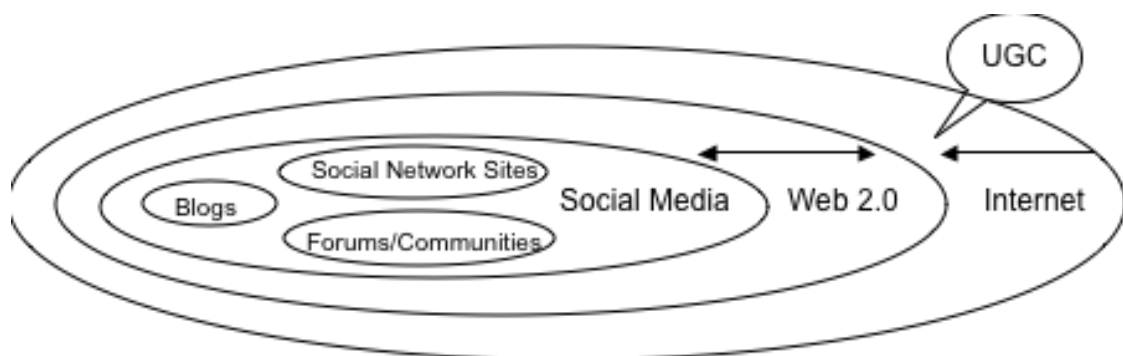 UGC
Social Network Sites
Blogs
Social Media
Web 2.0
Internet
Forums/Communities